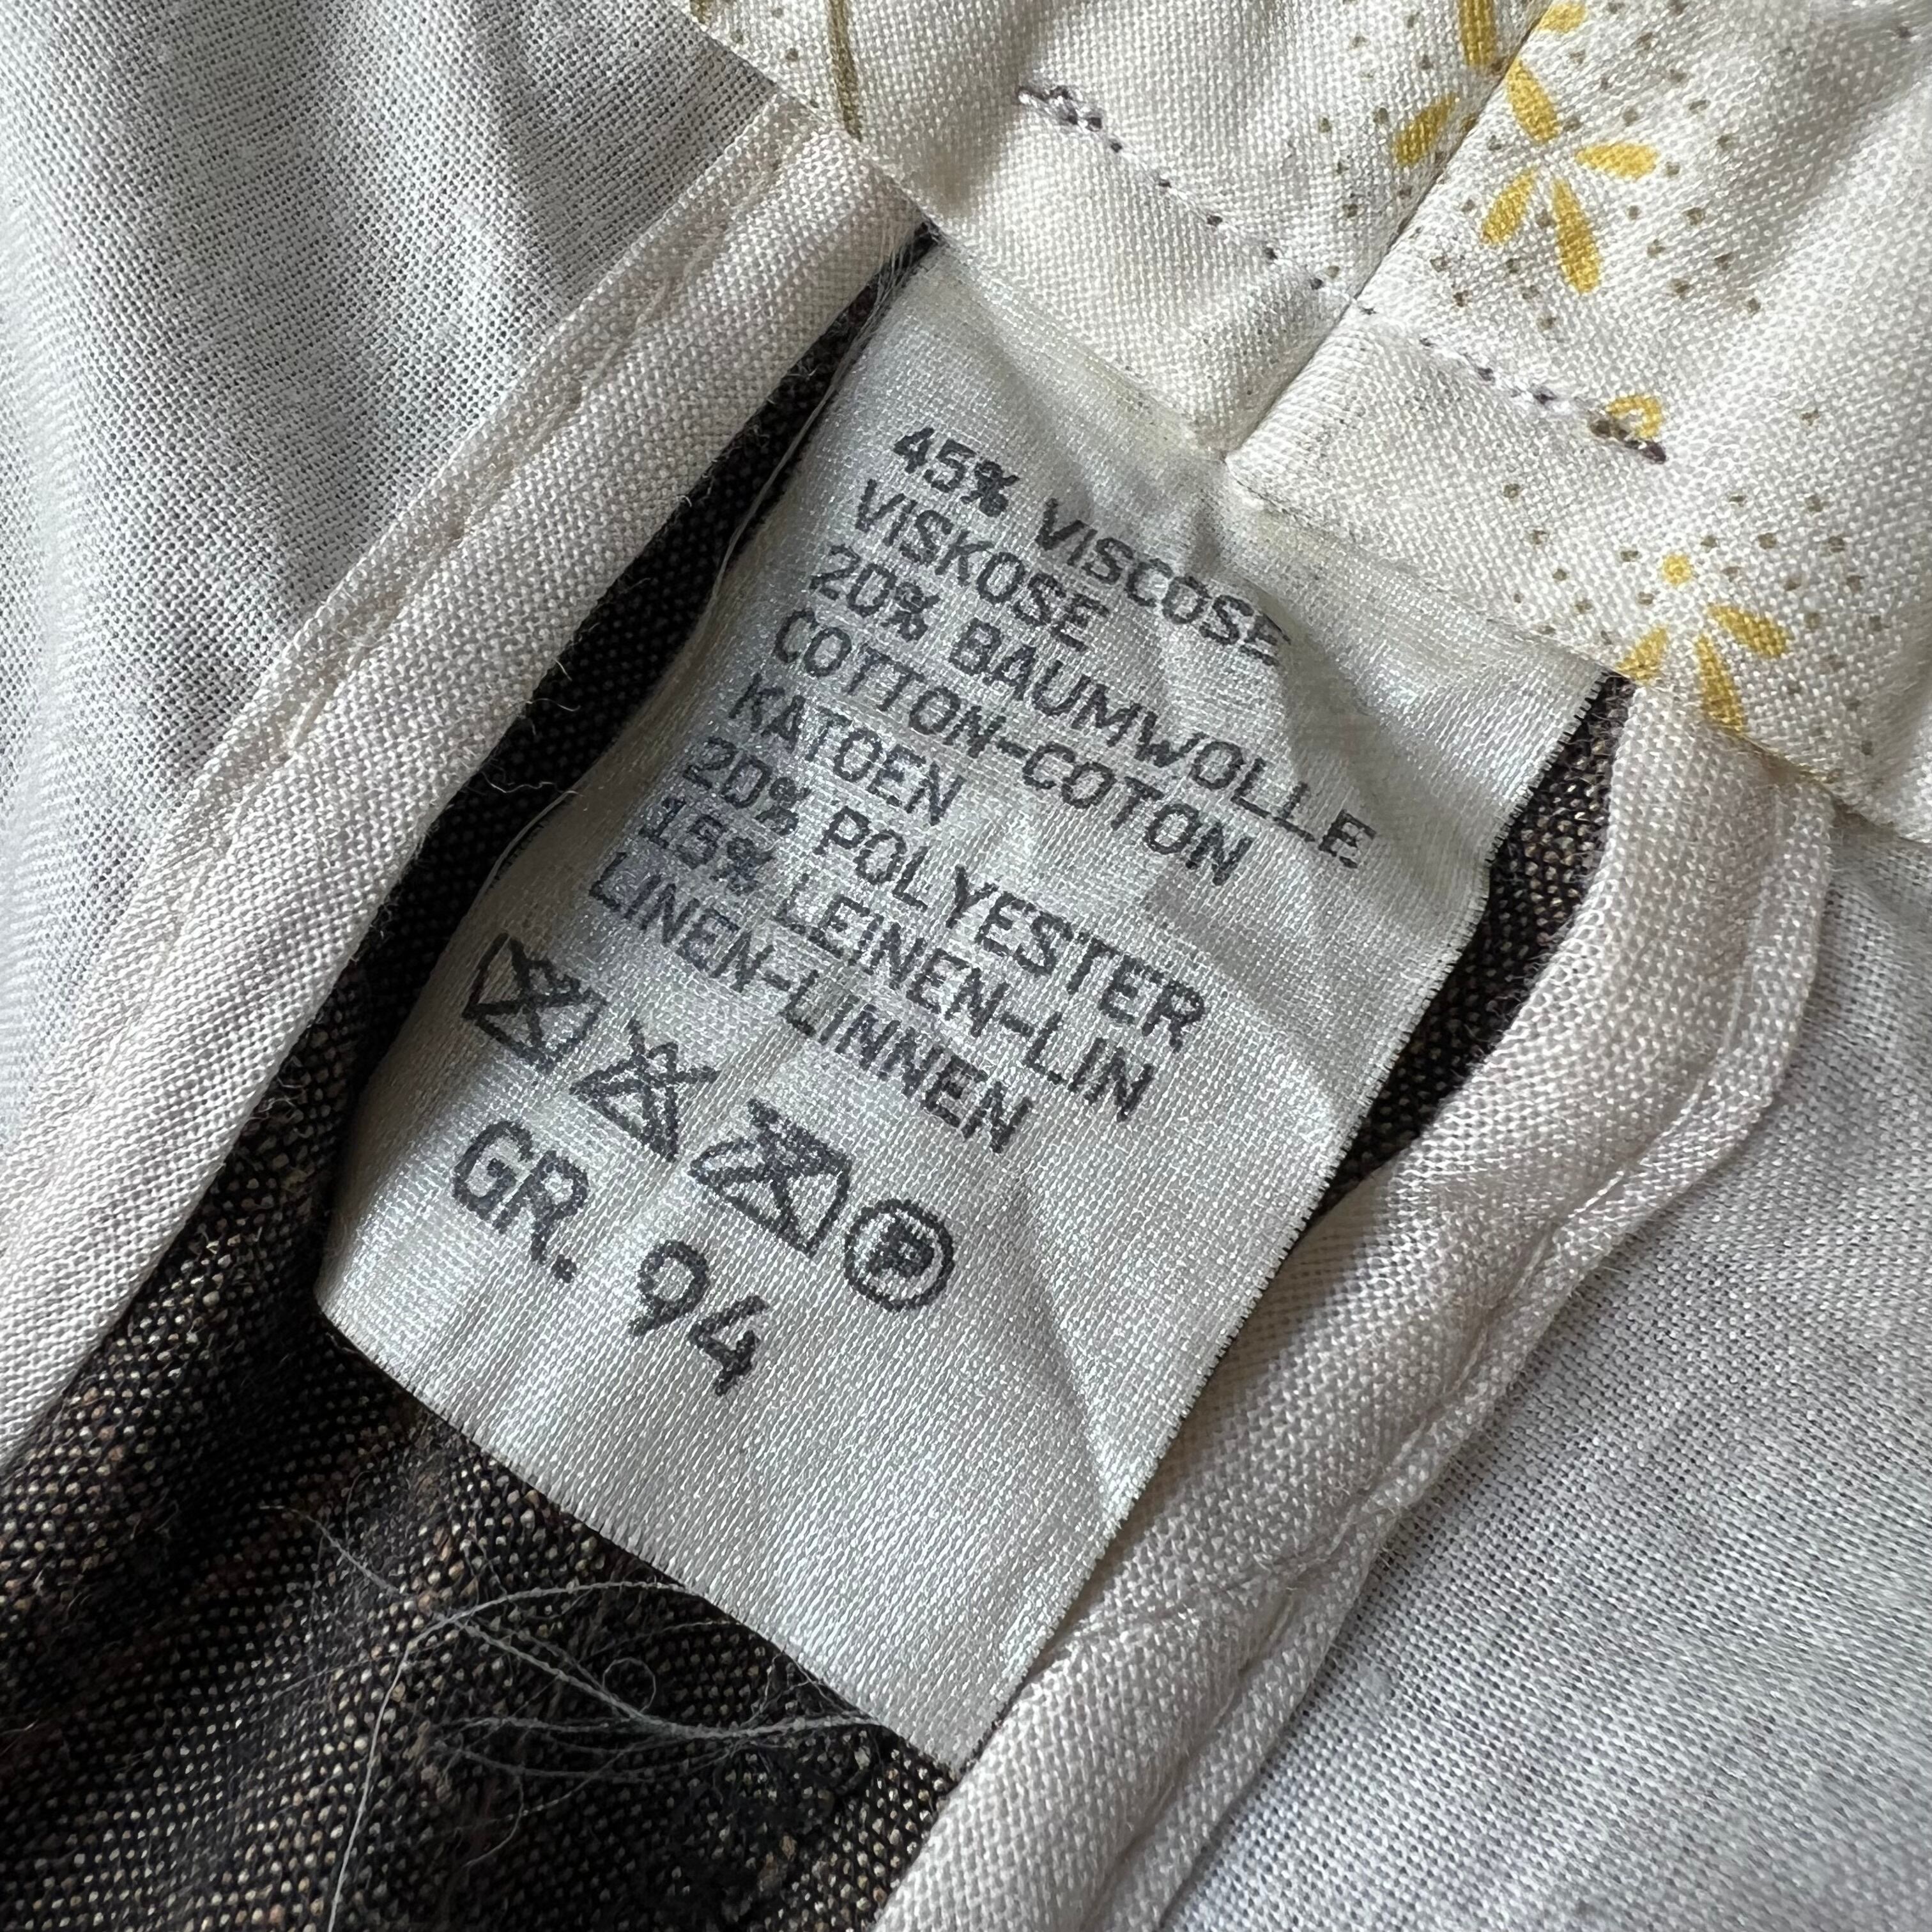 45% VISCOSE
VISKOSE
20% BAUMWOLLE
COTTON-COTON
KATOEN
20% POLYESTER
15% LEINEN-LIN
LINEN-LINNEN
P
GR. 94